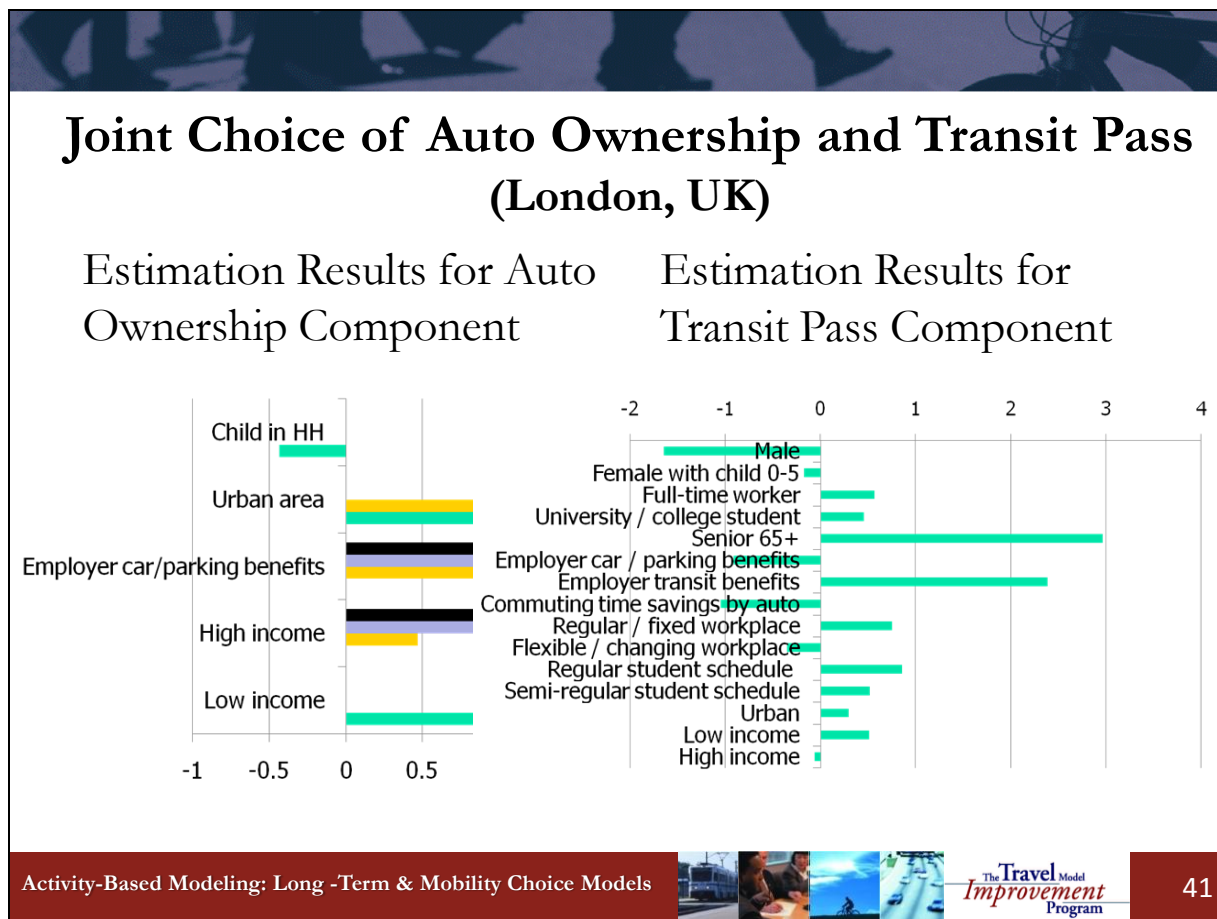 Joint Choice of Auto Ownership and Transit Pass
(London, UK)
Estimation Results for Auto
Ownership Component
Estimation Results for
Transit Pass Component
Child in HH
Urban area
Employer car/parking benefits
High income
Low income
-1
-0.5
0
0.5
-2
-1
0
1
2
3
4
Male
Female with child 0-5
Full-time worker
University / college student
Senior 65+
Employer car / parking benefits
Employer transit benefits
Commuting time savings by auto
Regular / fixed workplace
Flexible / changing workplace
Regular student schedule
Semi-regular student schedule
Urban
Low income
High income
Activity-Based Modeling: Long -Term & Mobility Choice Models
The Travel Model
Improvement
Program
41